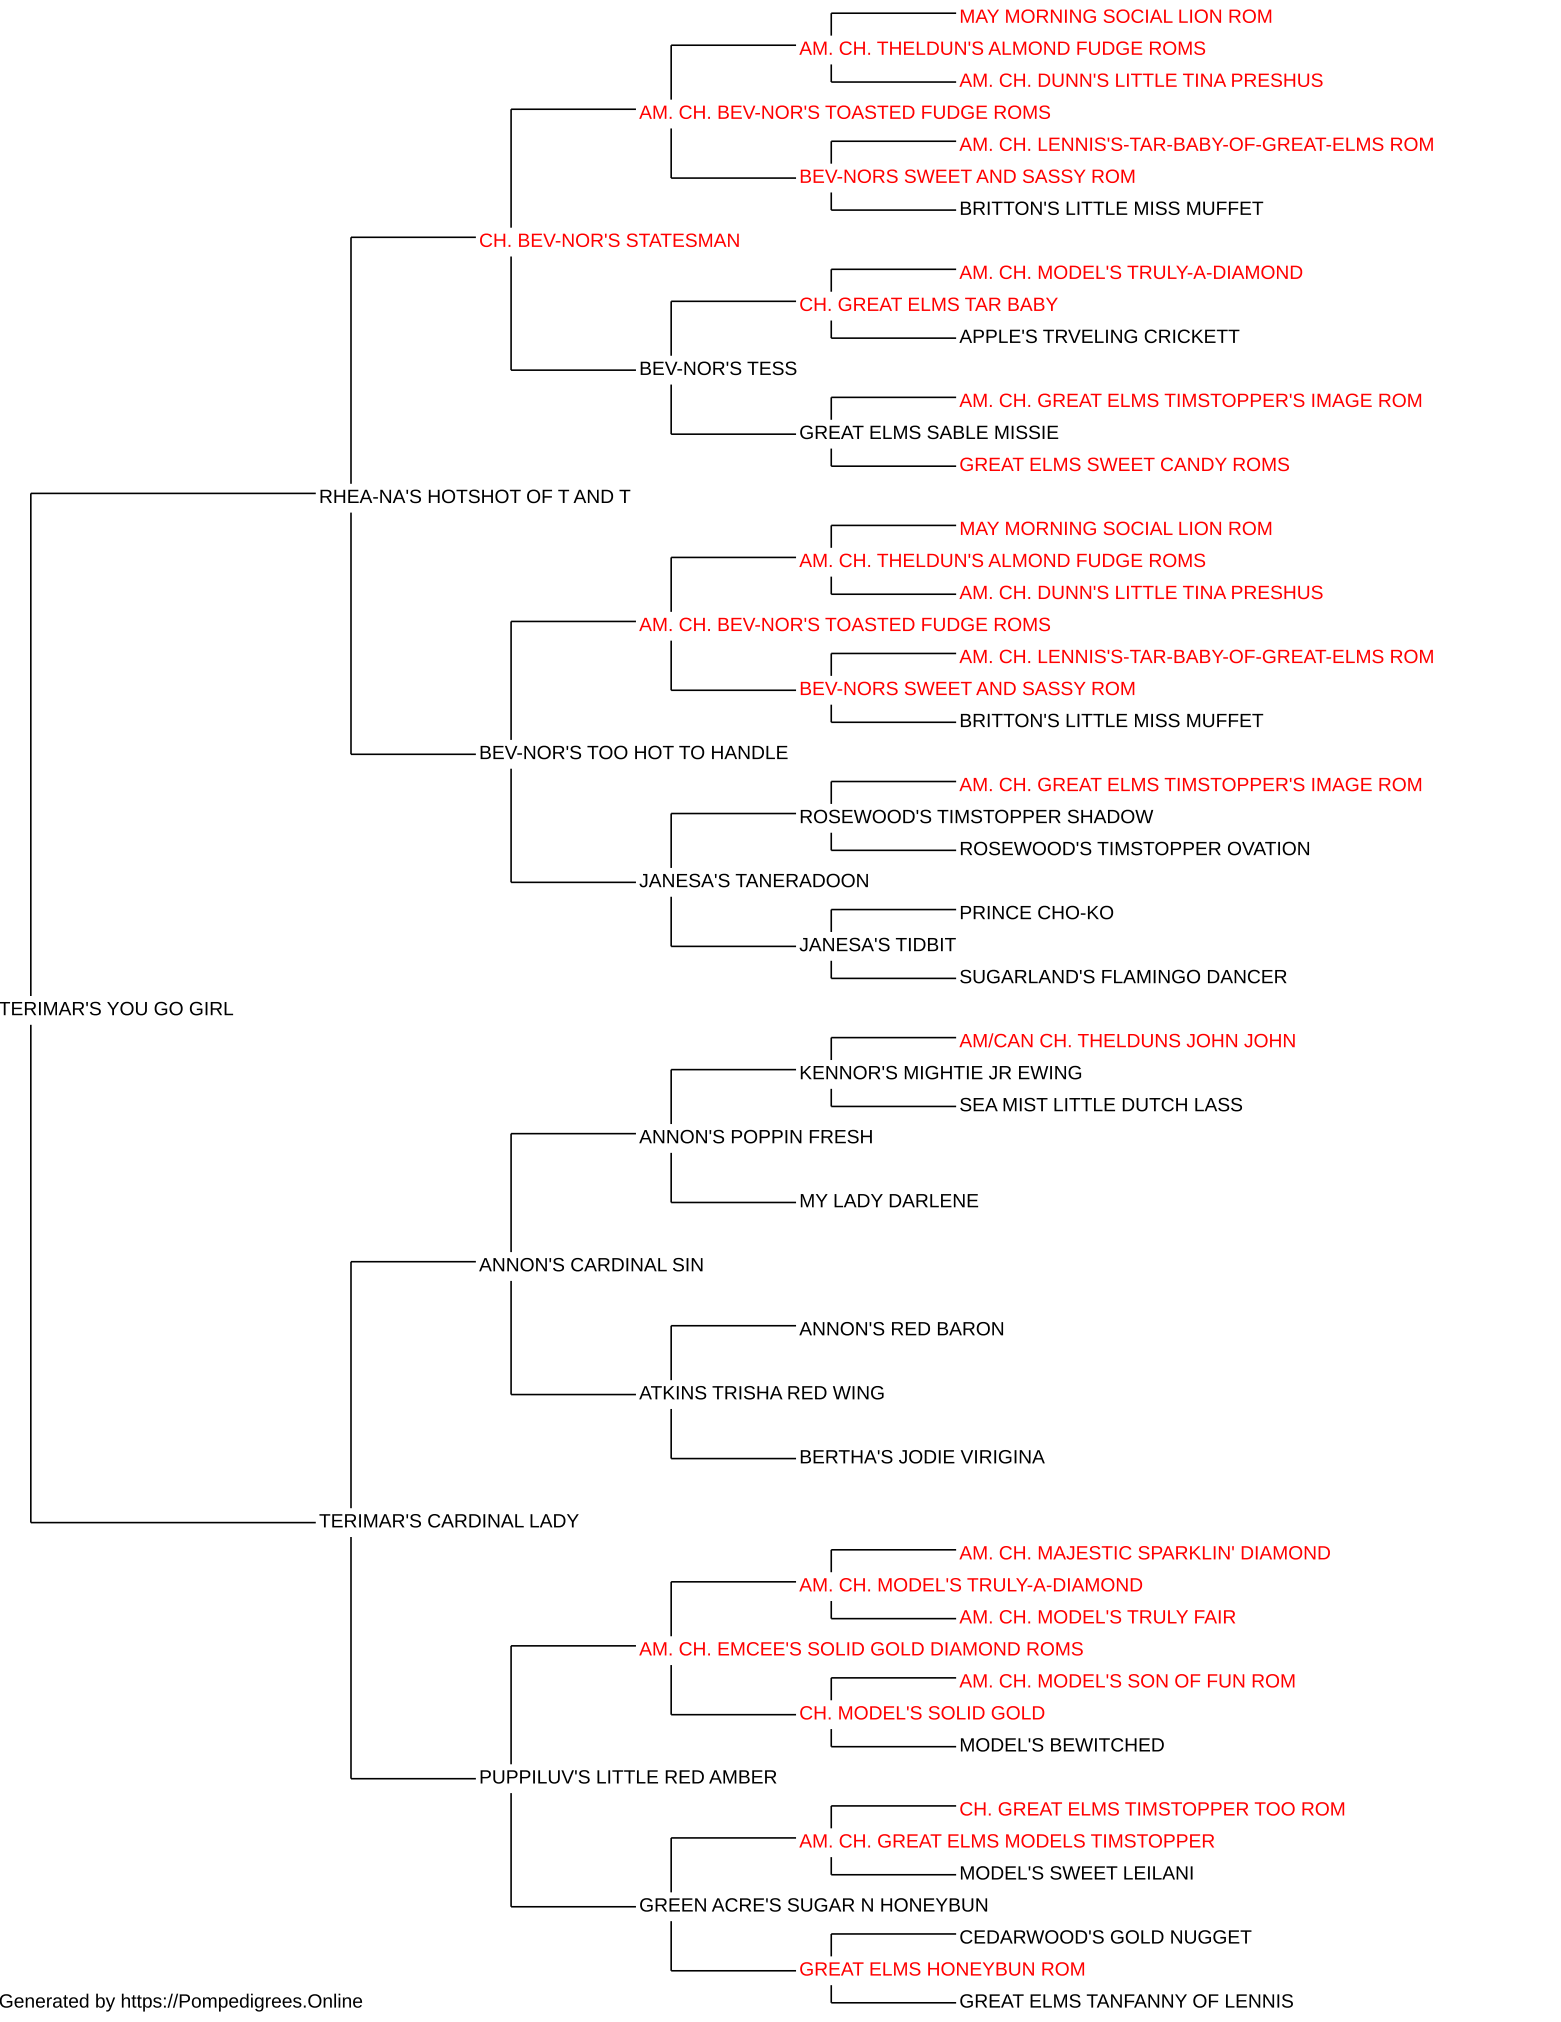 MAY MORNING SOCIAL LION ROM
AM. CH. THELDUN'S ALMOND FUDGE ROMS
AM. CH. DUNN'S LITTLE TINA PRESHUS
AM. CH. BEV-NOR'S TOASTED FUDGE ROMS
AM. CH. LENNIS'S-TAR-BABY-OF-GREAT-ELMS ROM
BEV-NORS SWEET AND SASSY ROM
BRITTON'S LITTLE MISS MUFFET
CH. BEV-NOR'S STATESMAN
AM. CH. MODEL'S TRULY-A-DIAMOND
CH. GREAT ELMS TAR BABY
APPLE'S TRVELING CRICKETT
BEV-NOR'S TESS
AM. CH. GREAT ELMS TIMSTOPPER'S IMAGE ROM
GREAT ELMS SABLE MISSIE
GREAT ELMS SWEET CANDY ROMS
RHEA-NA'S HOTSHOT OF T AND T
MAY MORNING SOCIAL LION ROM
AM. CH. THELDUN'S ALMOND FUDGE ROMS
AM. CH. DUNN'S LITTLE TINA PRESHUS
AM. CH. BEV-NOR'S TOASTED FUDGE ROMS
AM. CH. LENNIS'S-TAR-BABY-OF-GREAT-ELMS ROM
BEV-NORS SWEET AND SASSY ROM
BRITTON'S LITTLE MISS MUFFET
BEV-NOR'S TOO HOT TO HANDLE
AM. CH. GREAT ELMS TIMSTOPPER'S IMAGE ROM
ROSEWOOD'S TIMSTOPPER SHADOW
ROSEWOOD'S TIMSTOPPER OVATION
JANESA'S TANERADOON
PRINCE CHO-KO
JANESA'S TIDBIT
SUGARLAND'S FLAMINGO DANCER
TERIMAR'S YOU GO GIRL
AM/CAN CH. THELDUNS JOHN JOHN
KENNOR'S MIGHTIE JR EWING
SEA MIST LITTLE DUTCH LASS
ANNON'S POPPIN FRESH
MY LADY DARLENE
ANNON'S CARDINAL SIN
ANNON'S RED BARON
ATKINS TRISHA RED WING
BERTHA'S JODIE VIRIGINA
TERIMAR'S CARDINAL LADY
AM. CH. MAJESTIC SPARKLIN' DIAMOND
AM. CH. MODEL'S TRULY-A-DIAMOND
AM. CH. MODEL'S TRULY FAIR
AM. CH. EMCEE'S SOLID GOLD DIAMOND ROMS
AM. CH. MODEL'S SON OF FUN ROM
CH. MODEL'S SOLID GOLD
MODEL'S BEWITCHED
PUPPILUV'S LITTLE RED AMBER
CH. GREAT ELMS TIMSTOPPER TOO ROM
AM. CH. GREAT ELMS MODELS TIMSTOPPER
MODEL'S SWEET LEILANI
GREEN ACRE'S SUGAR N HONEYBUN
CEDARWOOD'S GOLD NUGGET
GREAT ELMS HONEYBUN ROM
GREAT ELMS TANFANNY OF LENNIS
Generated by https://Pompedigrees.Online